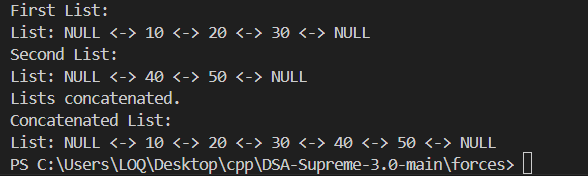 First List:
List: NULL <-> 10 <-> 20 <-> 30 <-> NULL
Second List:
List: NULL <-> 40 <-> 50 <-> NULL
Lists concatenated.
Concatenated List:
List: NULL <-> 10 <-> 20 <-> 30 <-> 40 <-> 50 <-> NULL
PS C:\Users\LOQ\Desktop\cpp\DSA-Supreme-3.0-main\forces>